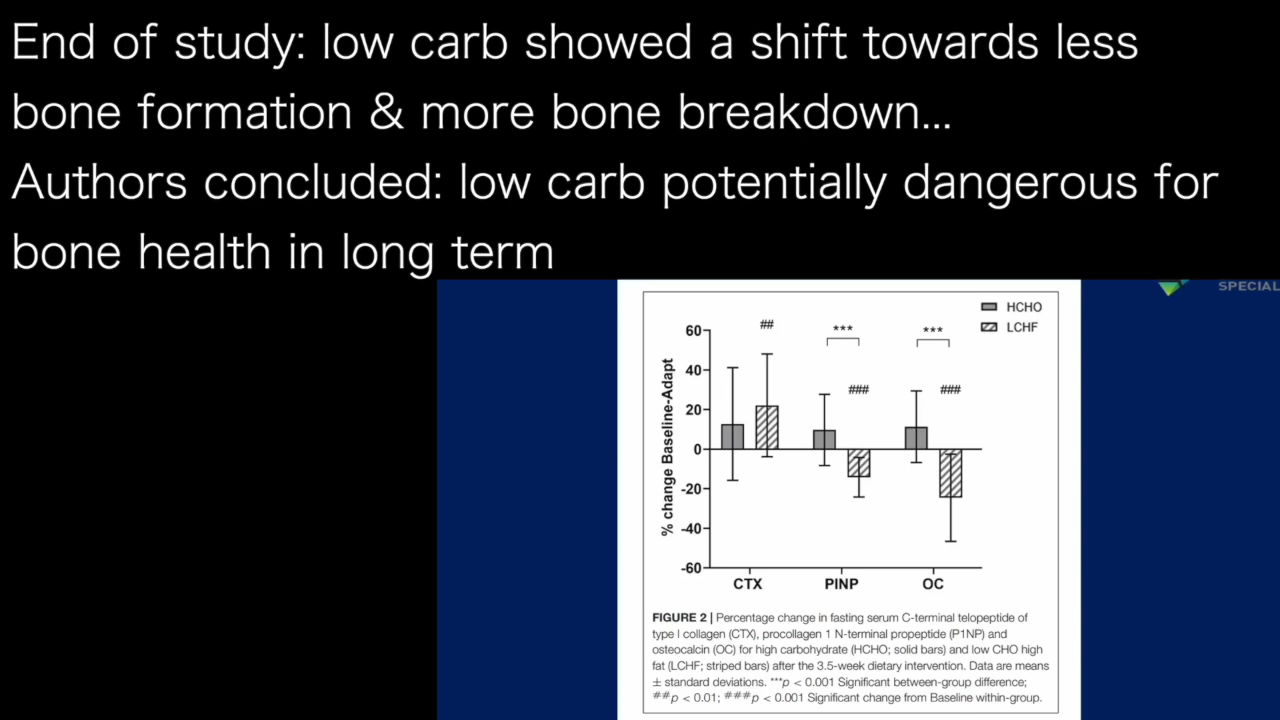 End of study: low carb showed a shift towards less
bone formation & more bone breakdown...
Authors concluded: low carb potentially dangerous for
bone health in long term
SPECIAL
HCHO
LCHF
60
40
20
0
-20
-40
-60
% change Baseline-Adapt
##
***
###
***
###
CTX PINP OC
FIGURE 2 | Percentage change in fasting serum C-terminal telopeptide of
type I collagen (CTX), procollagen 1 N-terminal propeptide (P1NP) and
osteocalcin (OC) for high carbohydrate (HCHO; solid bars) and low CHO high
fat (LCHF; striped bars) after the 3.5-week dietary intervention. Data are means
± standard deviations. ***p < 0.001 Significant between-group difference;
##p < 0.01; ###p < 0.001 Significant change from Baseline within-group.